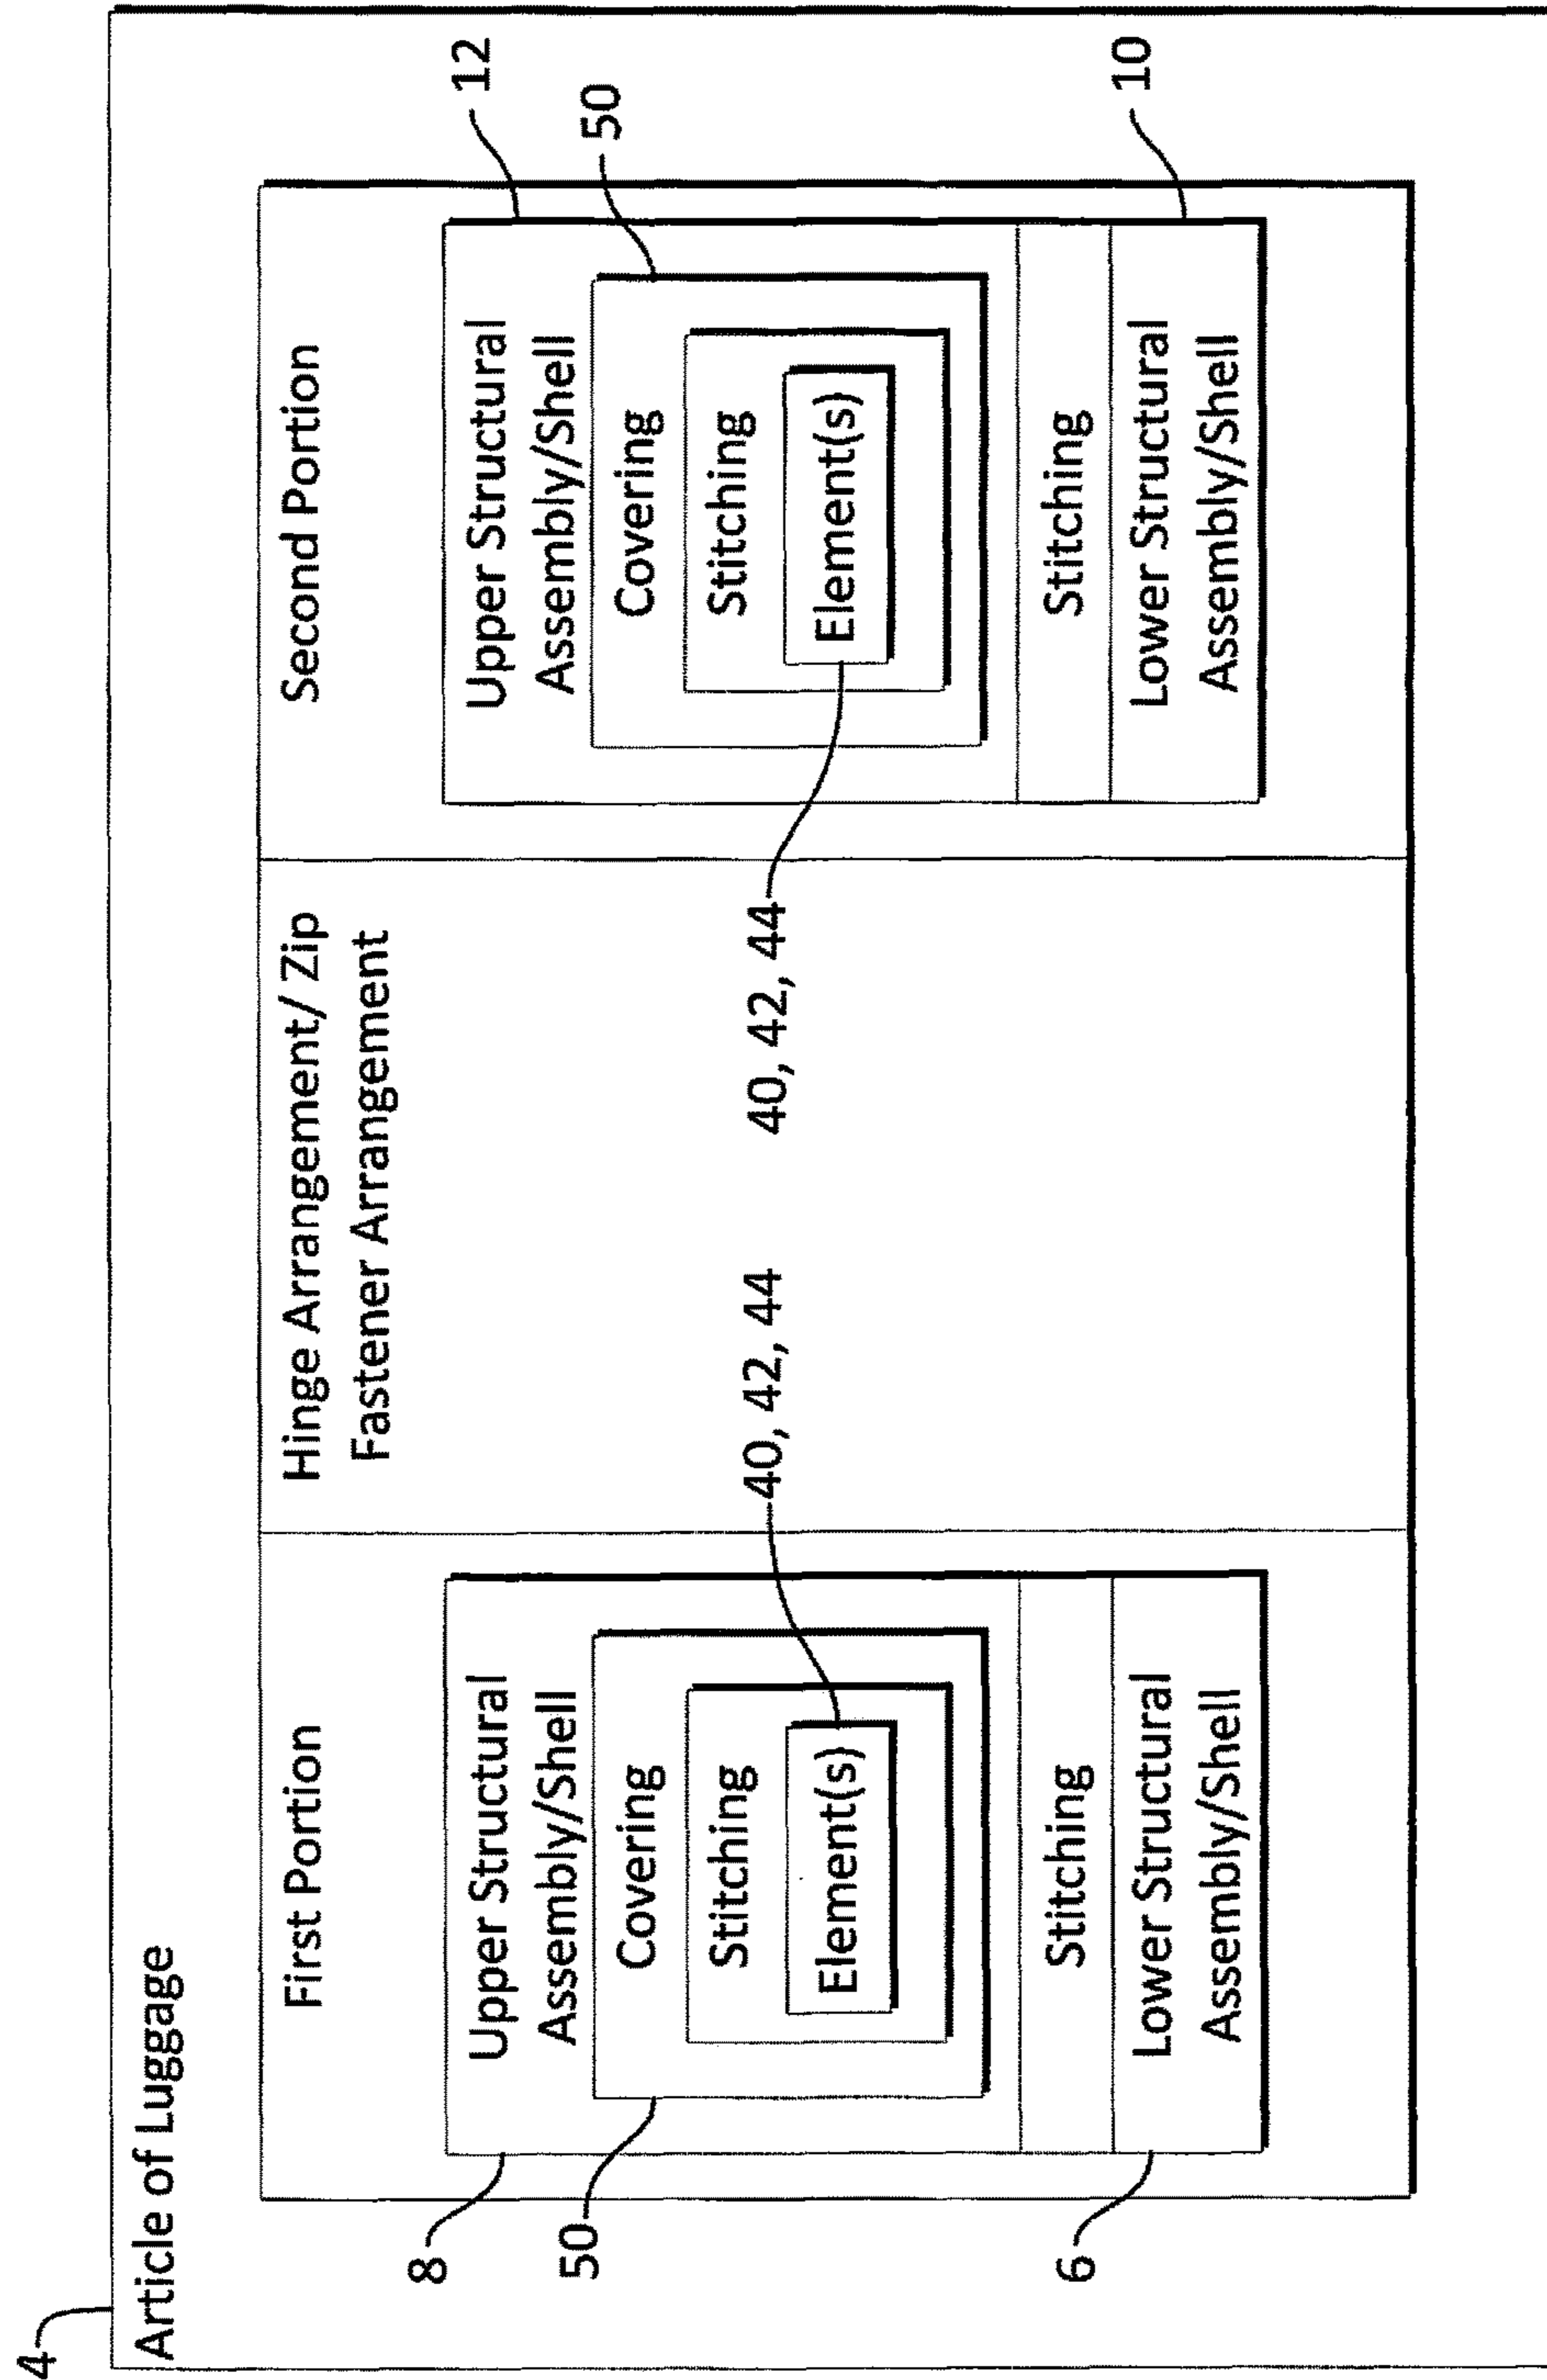 4
Article of Luggage
First Portion
Upper Structural
Assembly/Shell
Covering
Stitching
Element(s)
Stitching
Lower Structural
Assembly/Shell
8
50
6
40, 42, 44
Hinge Arrangement/ Zip
Fastener Arrangement
40, 42, 44
Second Portion
Upper Structural
Assembly/Shell
Covering
Stitching
Element(s)
Stitching
Lower Structural
Assembly/Shell
12
50
10